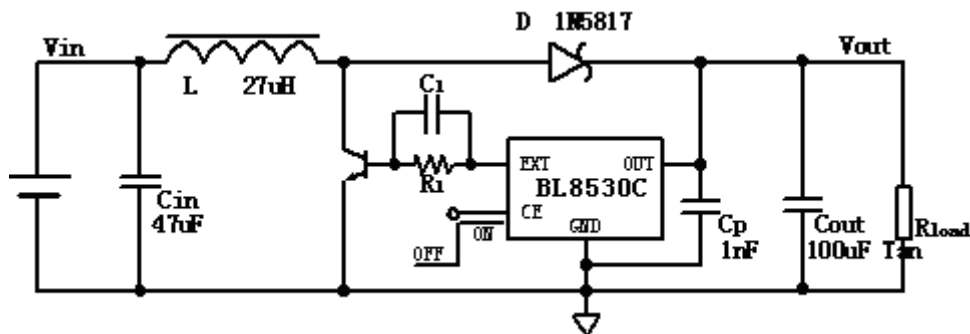 D 1N5817
Vin
Vout
L 27uH
C1
EXT
OUT
R1
BL8530C
CE
Cin
47uF
ON
GND
Cp
1nF
Cout
100uF Tan
Rload
OFF